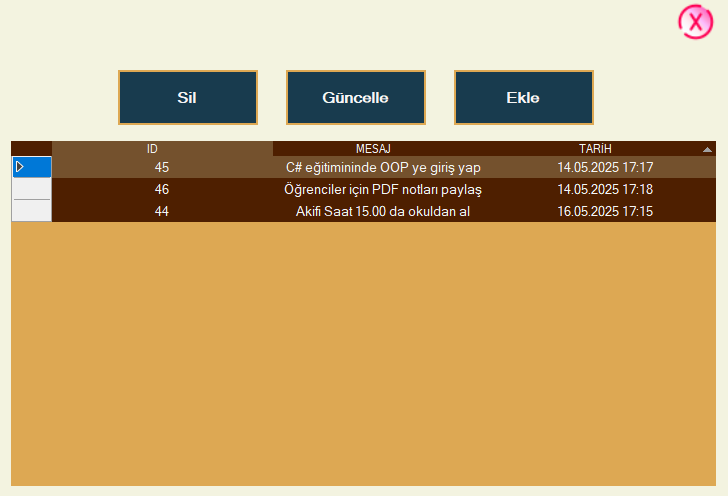 X
Sil Güncelle Ekle
ID MESAJ TARİH
45 C# eğitimininde OOP ye giriş yap 14.05.2025 17:17
46 Öğrenciler için PDF notları paylaş 14.05.2025 17:18
44 Akifi Saat 15.00 da okuldan al 16.05.2025 17:15